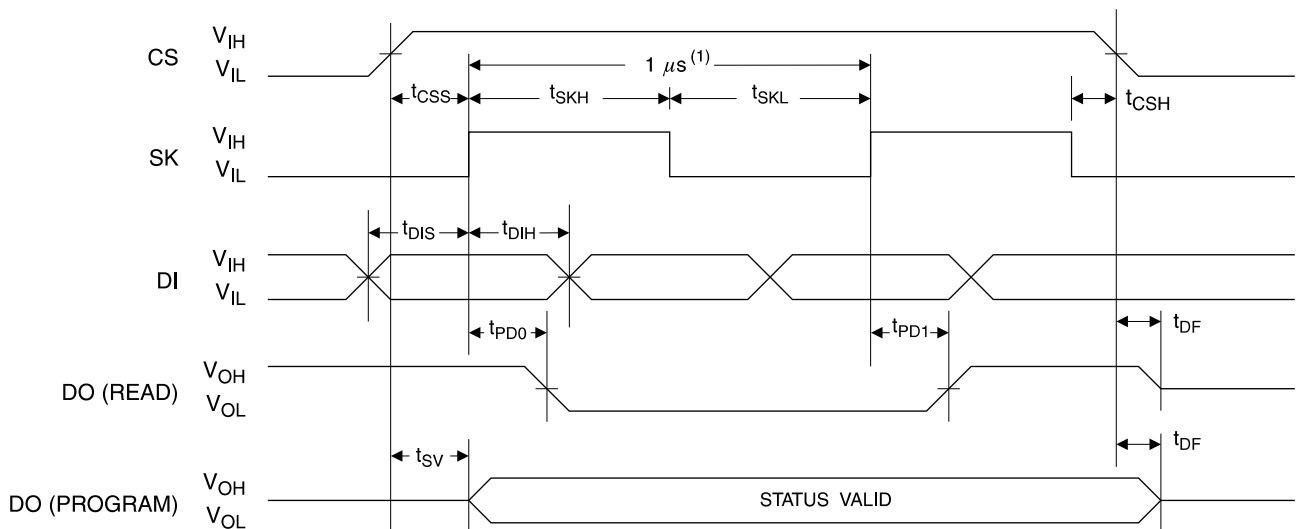 CS V_IH
V_IL
1 μs (1)
t_CSS t_SKH t_SKL t_CSH
SK V_IH
V_IL
t_DIS t_DIH
DI V_IH
V_IL
t_PD0 t_PD1 t_DF
DO (READ) V_OH
V_OL
t_SV t_DF
DO (PROGRAM) V_OH
V_OL
STATUS VALID